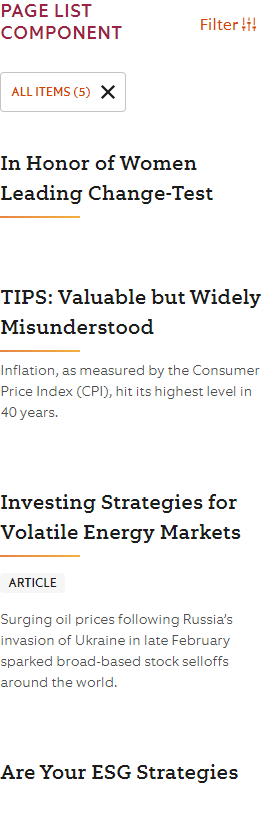 PAGE LIST
COMPONENT
Filter
ALL ITEMS (5)
In Honor of Women
Leading Change-Test
TIPS: Valuable but Widely
Misunderstood
Inflation, as measured by the Consumer
Price Index (CPI), hit its highest level in
40 years.
Investing Strategies for
Volatile Energy Markets
ARTICLE
Surging oil prices following Russia’s
invasion of Ukraine in late February
sparked broad-based stock selloffs
around the world.
Are Your ESG Strategies